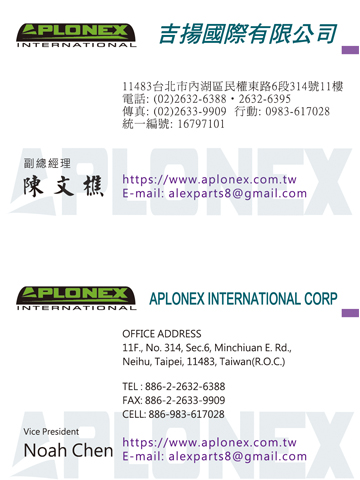 APLONEX
INTERNATIONAL
吉揚國際有限公司
11483台北市內湖區民權東路6段314號11樓
電話: (02)2632-6388・2632-6395
傳真: (02)2633-9909 行動: 0983-617028
統一編號: 16797101
副總經理
陳文樵
https://www.aplonex.com.tw
E-mail: alexparts8@gmail.com
APLONEX
APLONEX
INTERNATIONAL
APLONEX INTERNATIONAL CORP
OFFICE ADDRESS
11F., No. 314, Sec.6, Minchiuan E. Rd.,
Neihu, Taipei, 11483, Taiwan(R.O.C.)
TEL : 886-2-2632-6388
FAX: 886-2-2633-9909
CELL: 886-983-617028
Vice President
Noah Chen
https://www.aplonex.com.tw
E-mail: alexparts8@gmail.com
APLONEX